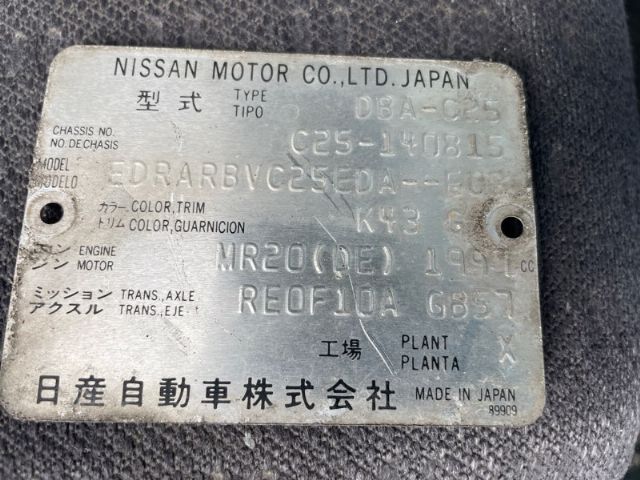 NISSAN MOTOR CO.,LTD. JAPAN
型式 TYPE TIPO DBA-C25
CHASSIS NO. NO. DECHASIS C25-140815
MODEL MODELO EDRARBVC25EDA--
カラー COLOR, TRIM
トリム COLOR, GUARNICION K43 G
ENGINE
MOTOR MR20(DE) 1997 CC
ミッション TRANS., AXLE
アクスル TRANS., EJE RE0F10A GB57
工場 PLANT PLANTA X
日産自動車株式会社 MADE IN JAPAN
89909